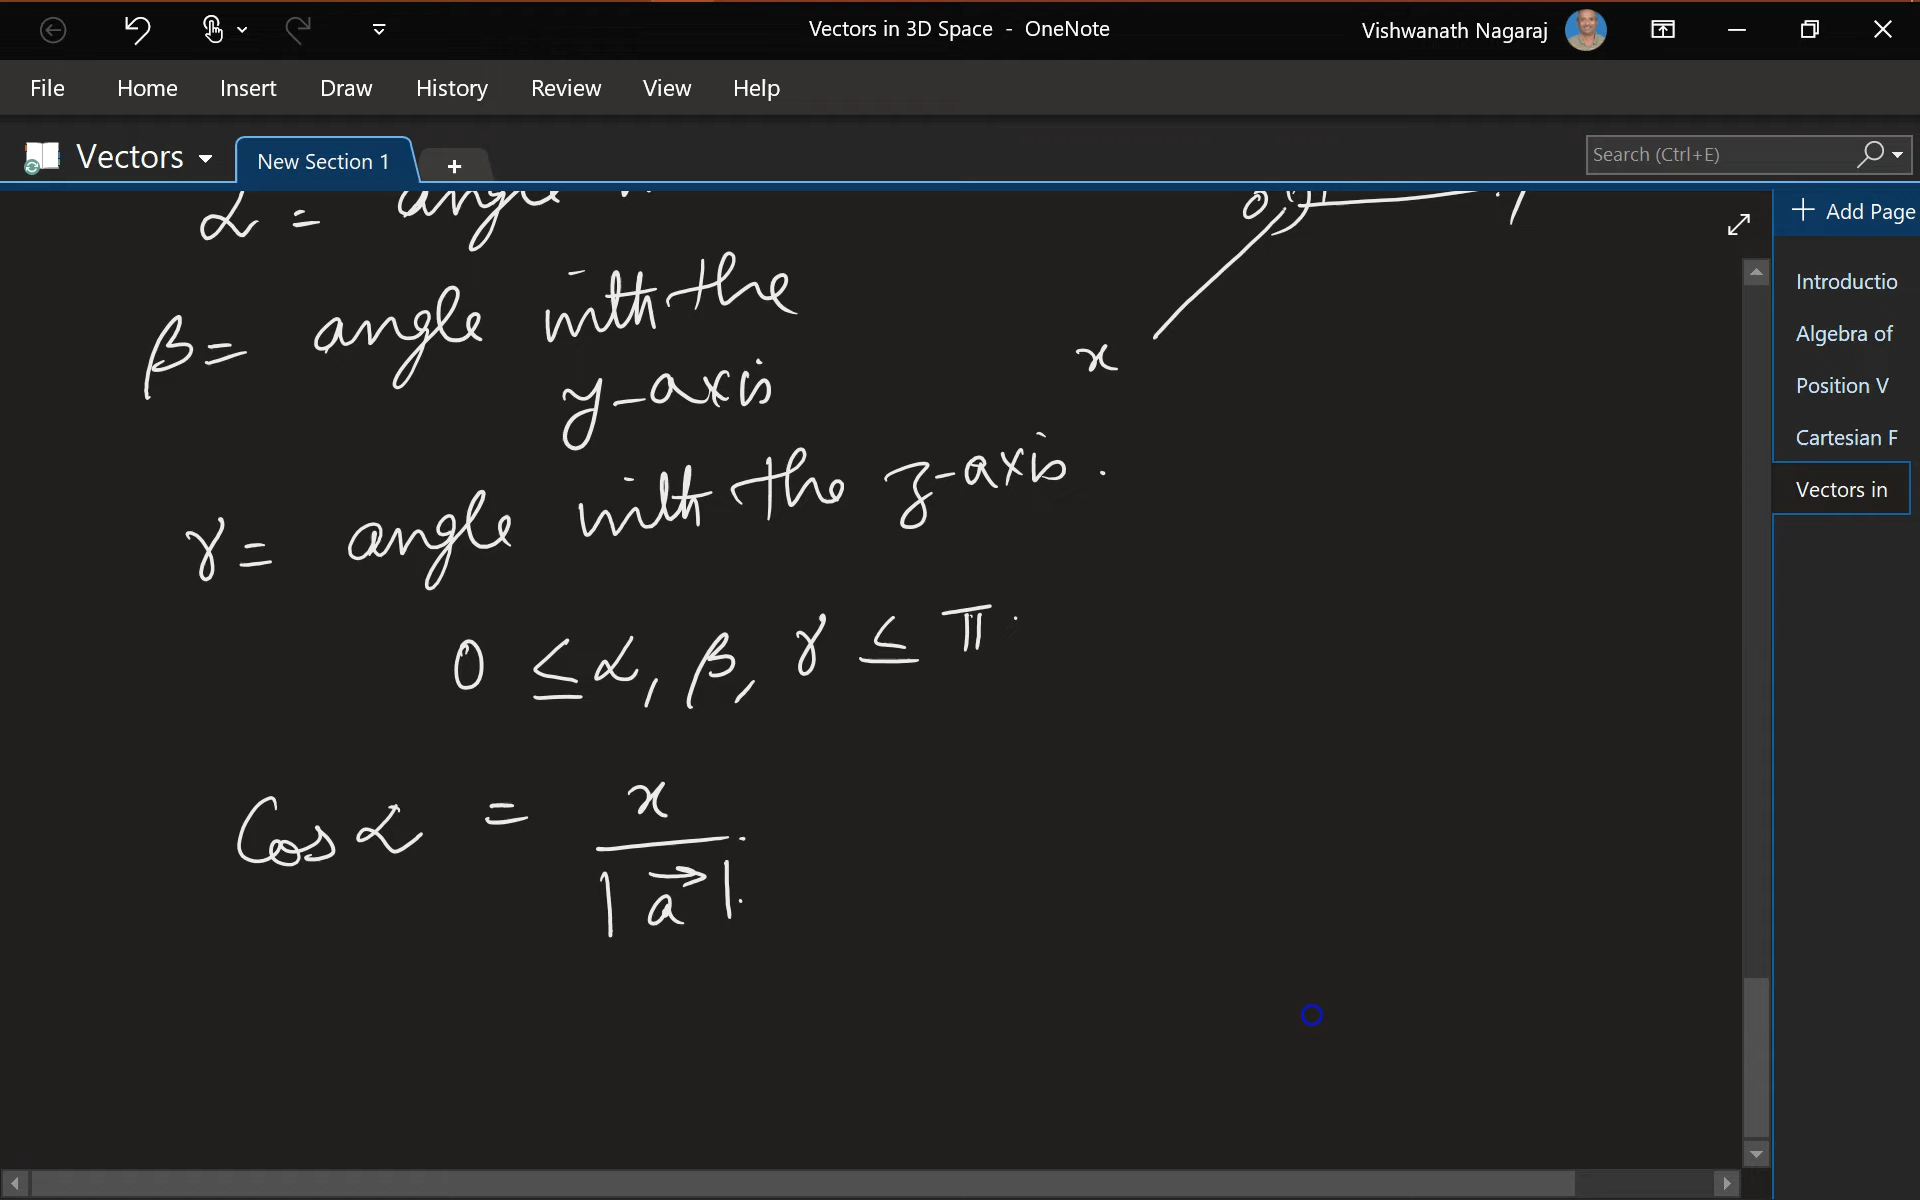 Vectors in 3D Space - OneNote
Vishwanath Nagaraj
File Home Insert Draw History Review View Help
Vectors New Section 1 +
Search (Ctrl+E)
+ Add Page
Introductio
Algebra of
Position V
Cartesian F
Vectors in
α = angle
β = angle with the
y-axis
x
γ = angle with the z-axis.
0 ≤ α, β, γ ≤ π
Cos α = x / |a⃗|